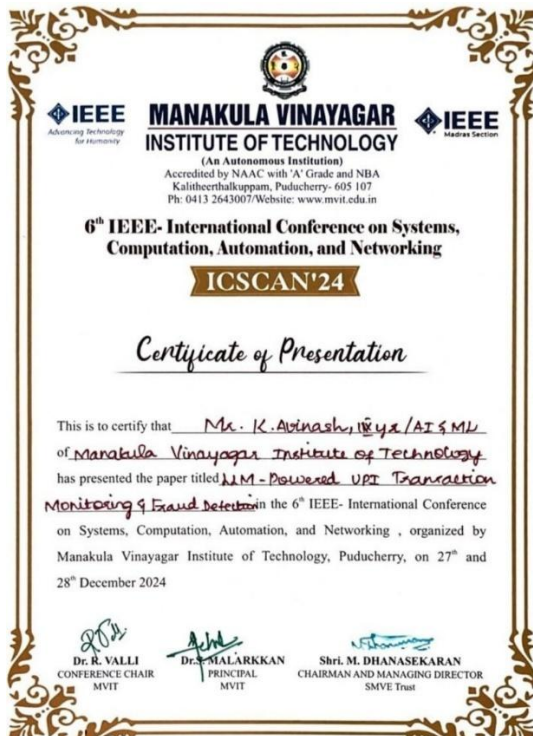 IEEE
Advancing Technology
for Humanity
MANAKULA VINAYAGAR
INSTITUTE OF TECHNOLOGY
(An Autonomous Institution)
Accredited by NAAC with 'A' Grade and NBA
Kalitheerthalkuppam, Puducherry- 605 107
Ph: 0413 2643007/Website: www.mvit.edu.in
IEEE
Madras Section
6th IEEE- International Conference on Systems,
Computation, Automation, and Networking
ICSCAN'24
Certificate of Presentation
This is to certify that Mr. K. Avinash, yr/AI & ML
of Manakula Vinayagar Institute of Technology
has presented the paper titled LLM-Powered UPI Transaction
Monitoring & Fraud Detection in the 6th IEEE- International Conference
on Systems, Computation, Automation, and Networking , organized by
Manakula Vinayagar Institute of Technology, Puducherry, on 27th and
28th December 2024
Dr. R. VALLI
CONFERENCE CHAIR
MVIT
Dr.S. MALARKKAN
PRINCIPAL
MVIT
Shri. M. DHANASEKARAN
CHAIRMAN AND MANAGING DIRECTOR
SMVE Trust